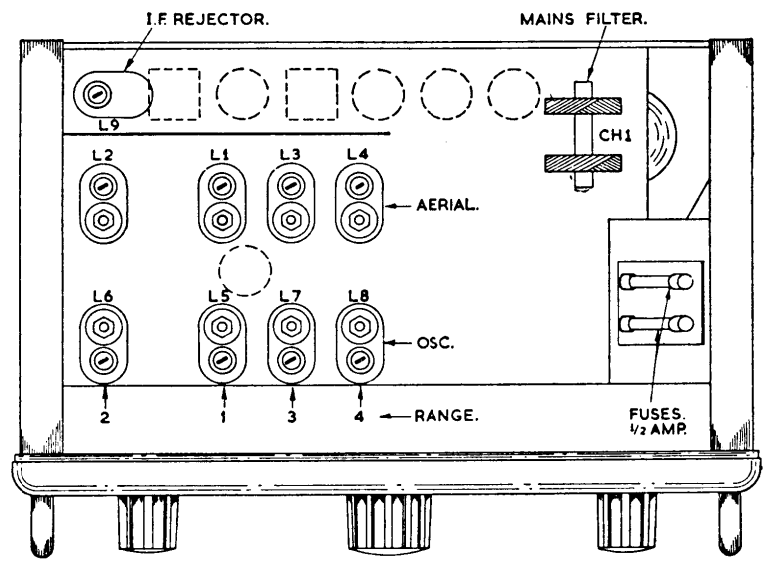 I.F. REJECTOR.
MAINS FILTER.
L9
CH1
L2
L1
L3
L4
AERIAL.
L6
L5
L7
L8
OSC.
2
1
3
4
RANGE.
FUSES.
1/2 AMP.